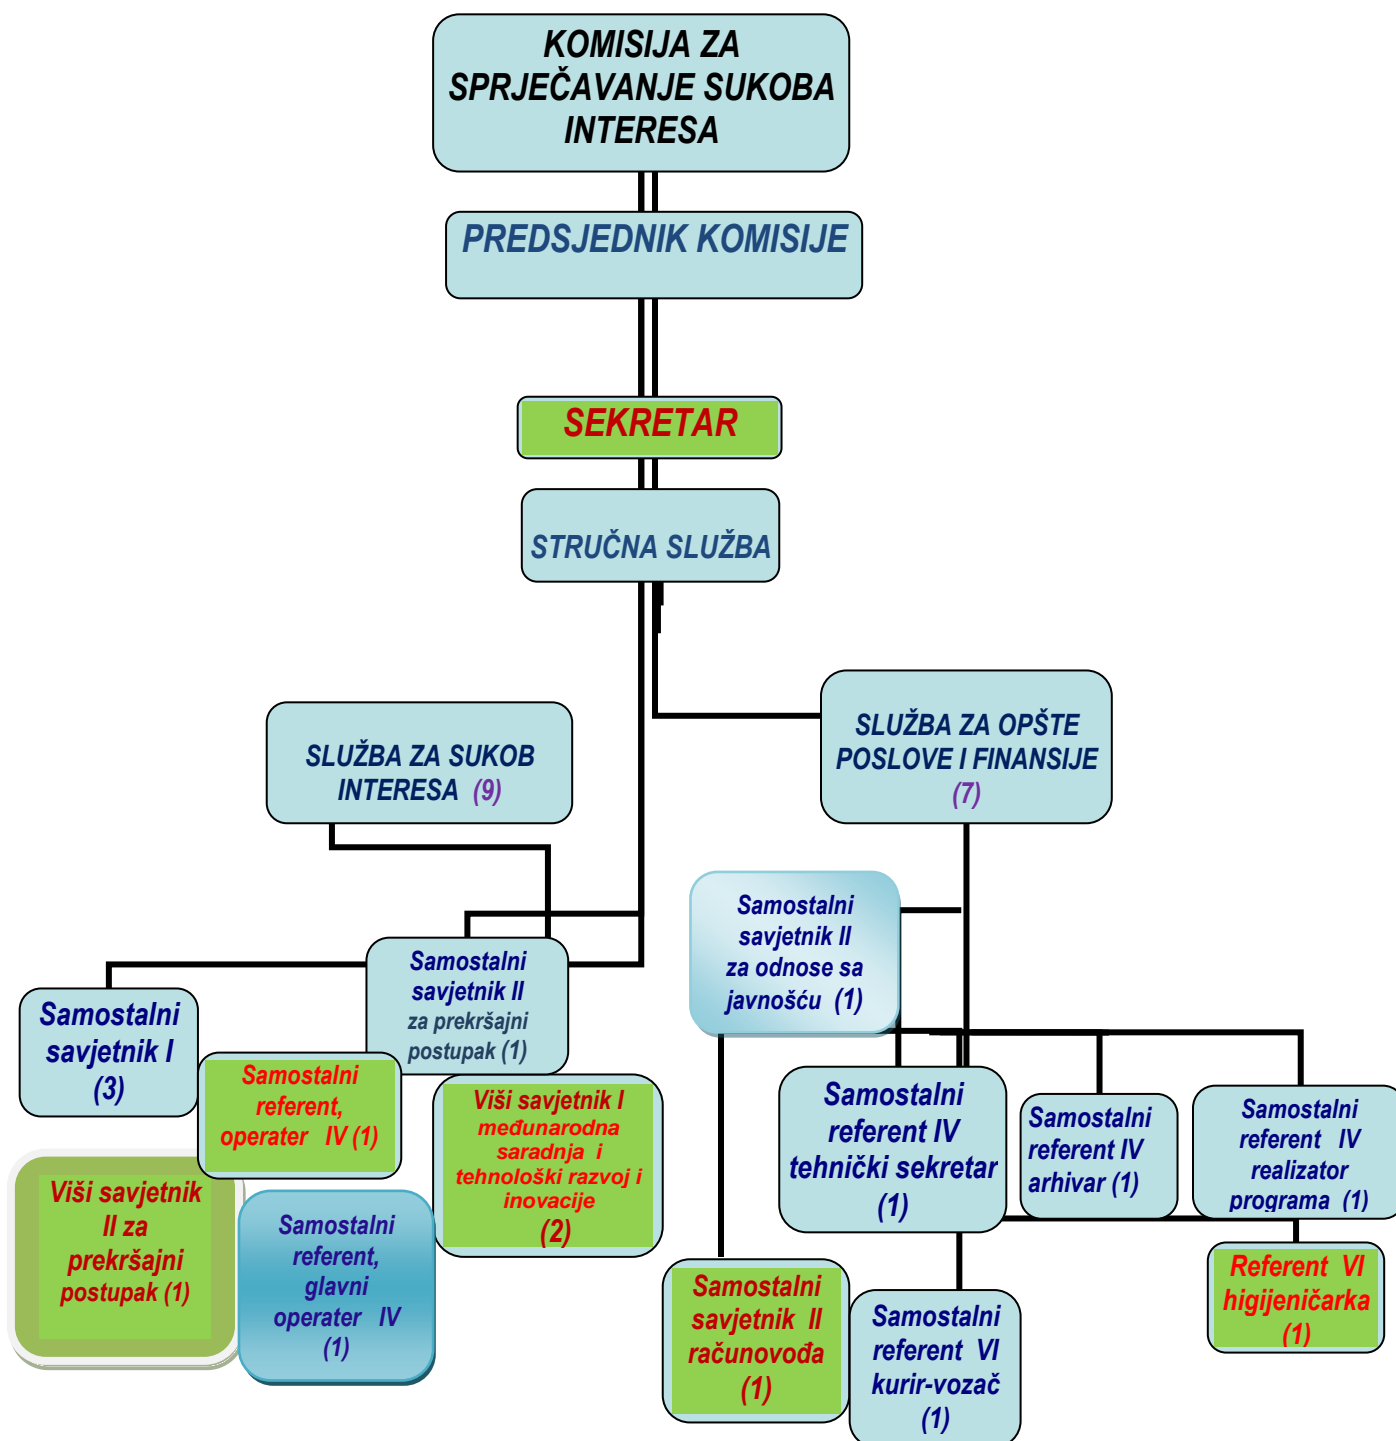 KOMISIJA ZA
SPRJEČAVANJE SUKOBA
INTERESA
PREDSJEDNIK KOMISIJE
SEKRETAR
STRUČNA SLUŽBA
SLUŽBA ZA SUKOB
INTERESA (9)
SLUŽBA ZA OPŠTE
POSLOVE I FINANSIJE
(7)
Samostalni
savjetnik II
za odnose sa
javnošću (1)
Samostalni
savjetnik II
za prekršajni
postupak (1)
Samostalni
savjetnik I
(3)
Samostalni
referent,
operater IV (1)
Viši savjetnik I
međunarodna
saradnja i
tehnološki razvoj i
inovacije
(2)
Samostalni
referent IV
tehnički sekretar
(1)
Samostalni
referent IV
arhivar (1)
Samostalni
referent IV
realizator
programa (1)
Viši savjetnik
II za
prekršajni
postupak (1)
Samostalni
referent,
glavni
operater IV
(1)
Samostalni
savjetnik II
računovođa
(1)
Samostalni
referent VI
kurir-vozač
(1)
Referent VI
higijeničarka
(1)